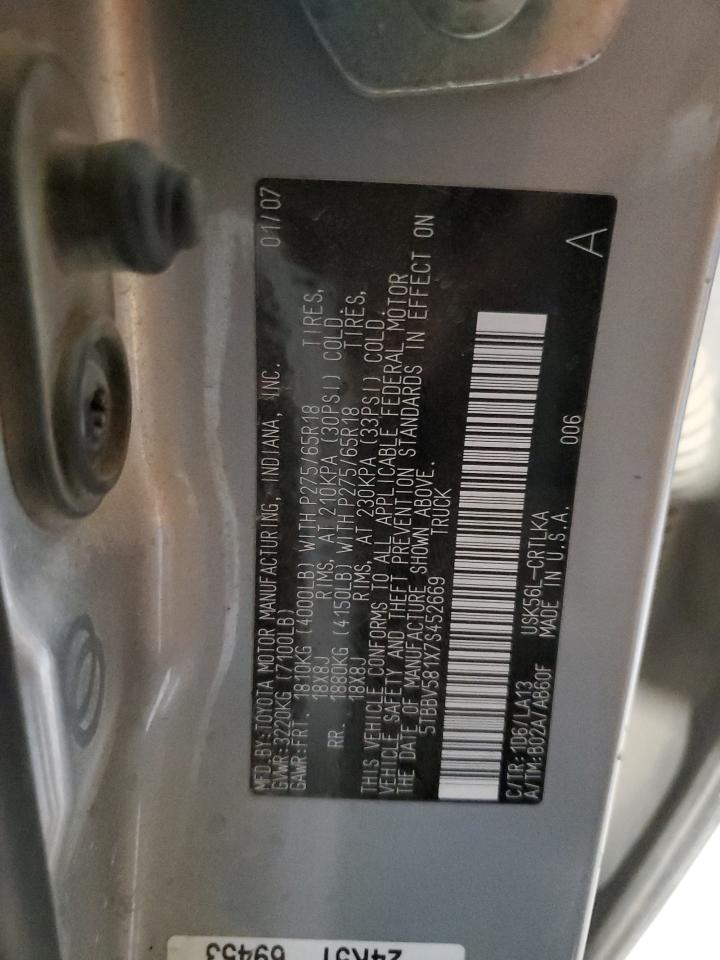 MFD.BY:TOYOTA MOTOR MANUFACTURING, INDIANA, INC. 01/07
GVWR:3220KG (7100LB)
GAWR:FRT. 1810KG (4000LB) WITH P275/65R18 TIRES,
18X8J RIMS, AT 210KPA (30PSI) COLD.
RR. 1880KG (4150LB) WITH P275/65R18 TIRES,
18X8J RIMS, AT 230KPA (33PSI) COLD.
THIS VEHICLE CONFORMS TO ALL APPLICABLE FEDERAL MOTOR
VEHICLE SAFETY AND THEFT PREVENTION STANDARDS IN EFFECT ON
THE DATE OF MANUFACTURE SHOWN ABOVE.
5TBBV581X7S452669 TRUCK
C/TR:1D6/LA13 USK56L-CRTLKA
A/TM:B02A/AB60F MADE IN U.S.A. 006
A
24K51 69453